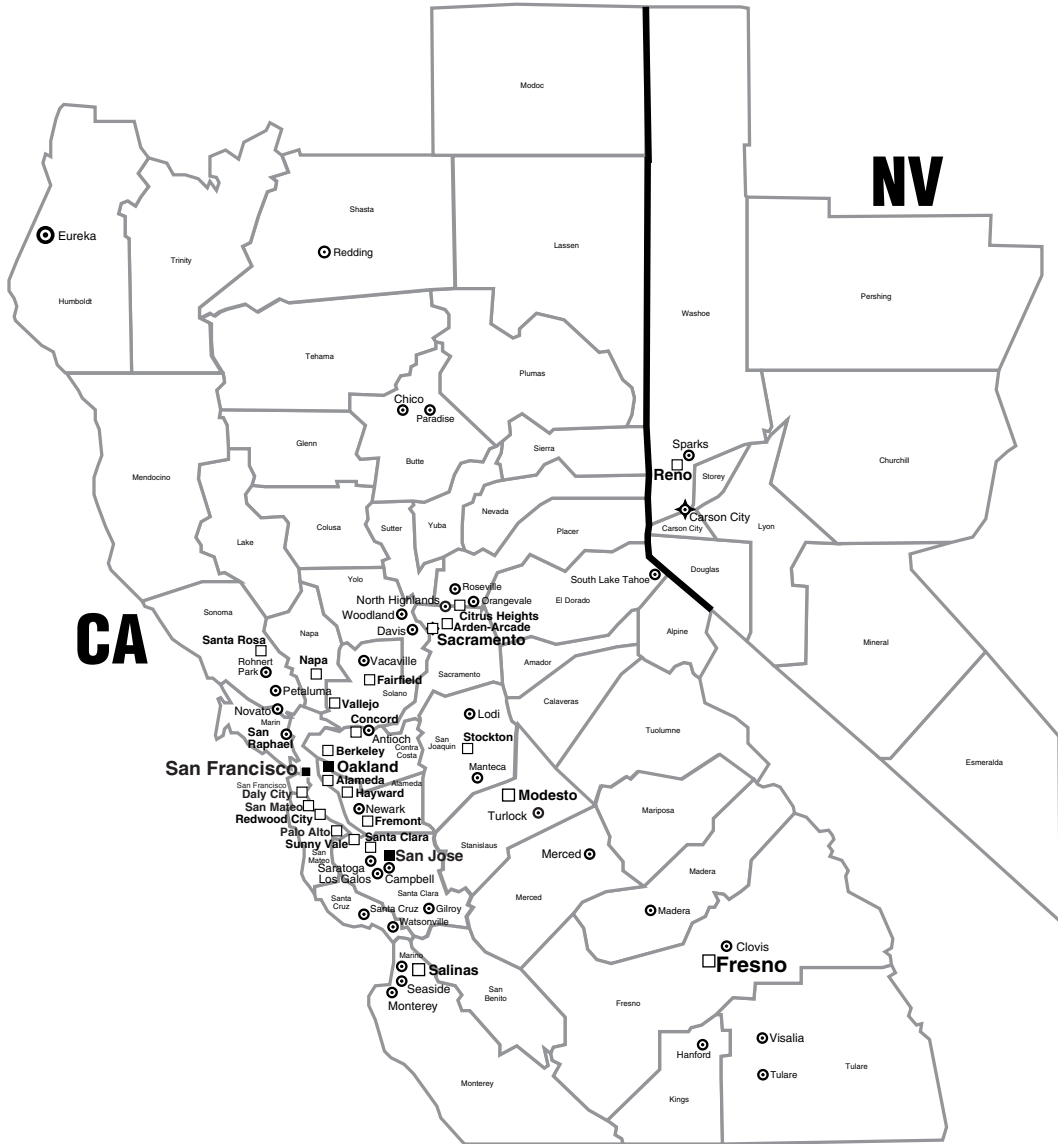 Modoc
NV
Shasta
Eureka
Redding
Lassen
Trinity
Humboldt
Pershing
Washoe
Tehama
Plumas
Chico
Paradise
Sparks
Glenn
Sierra
Butte
Churchill
Mendocino
Reno
Storey
Nevada
Carson City
Colusa
Sutter
Yuba
Placer
Carson City
Lyon
Lake
Yolo
South Lake Tahoe
Douglas
Roseville
North Highlands
Orangevale
El Dorado
Sonoma
Woodland
Citrus Heights
CA
Napa
Davis
Arden-Arcade
Sacramento
Santa Rosa
Alpine
Mineral
Rohnert
Park
Napa
Vacaville
Amador
Sacramento
Fairfield
Petaluma
Solano
Vallejo
Calaveras
Novato
Marin
Concord
Lodi
San
Raphael
Antioch
Contra
Costa
San
Joaquin
Stockton
Tuolumne
Berkeley
San Francisco
Oakland
Manteca
Esmeralda
San Francisco
Alameda
Alameda
Daly City
Hayward
Modesto
San Mateo
Newark
Mariposa
Redwood City
Fremont
Turlock
Palo Alto
Santa Clara
Sunny Vale
Stanislaus
San
Mateo
San Jose
Merced
Saratoga
Los Galos
Campbell
Madera
Santa
Cruz
Santa Clara
Merced
Santa Cruz
Gilroy
Madera
Watsonville
Clovis
Marino
Salinas
Fresno
Seaside
San
Benito
Monterey
Fresno
Visalia
Hanford
Tulare
Tulare
Monterey
Kings